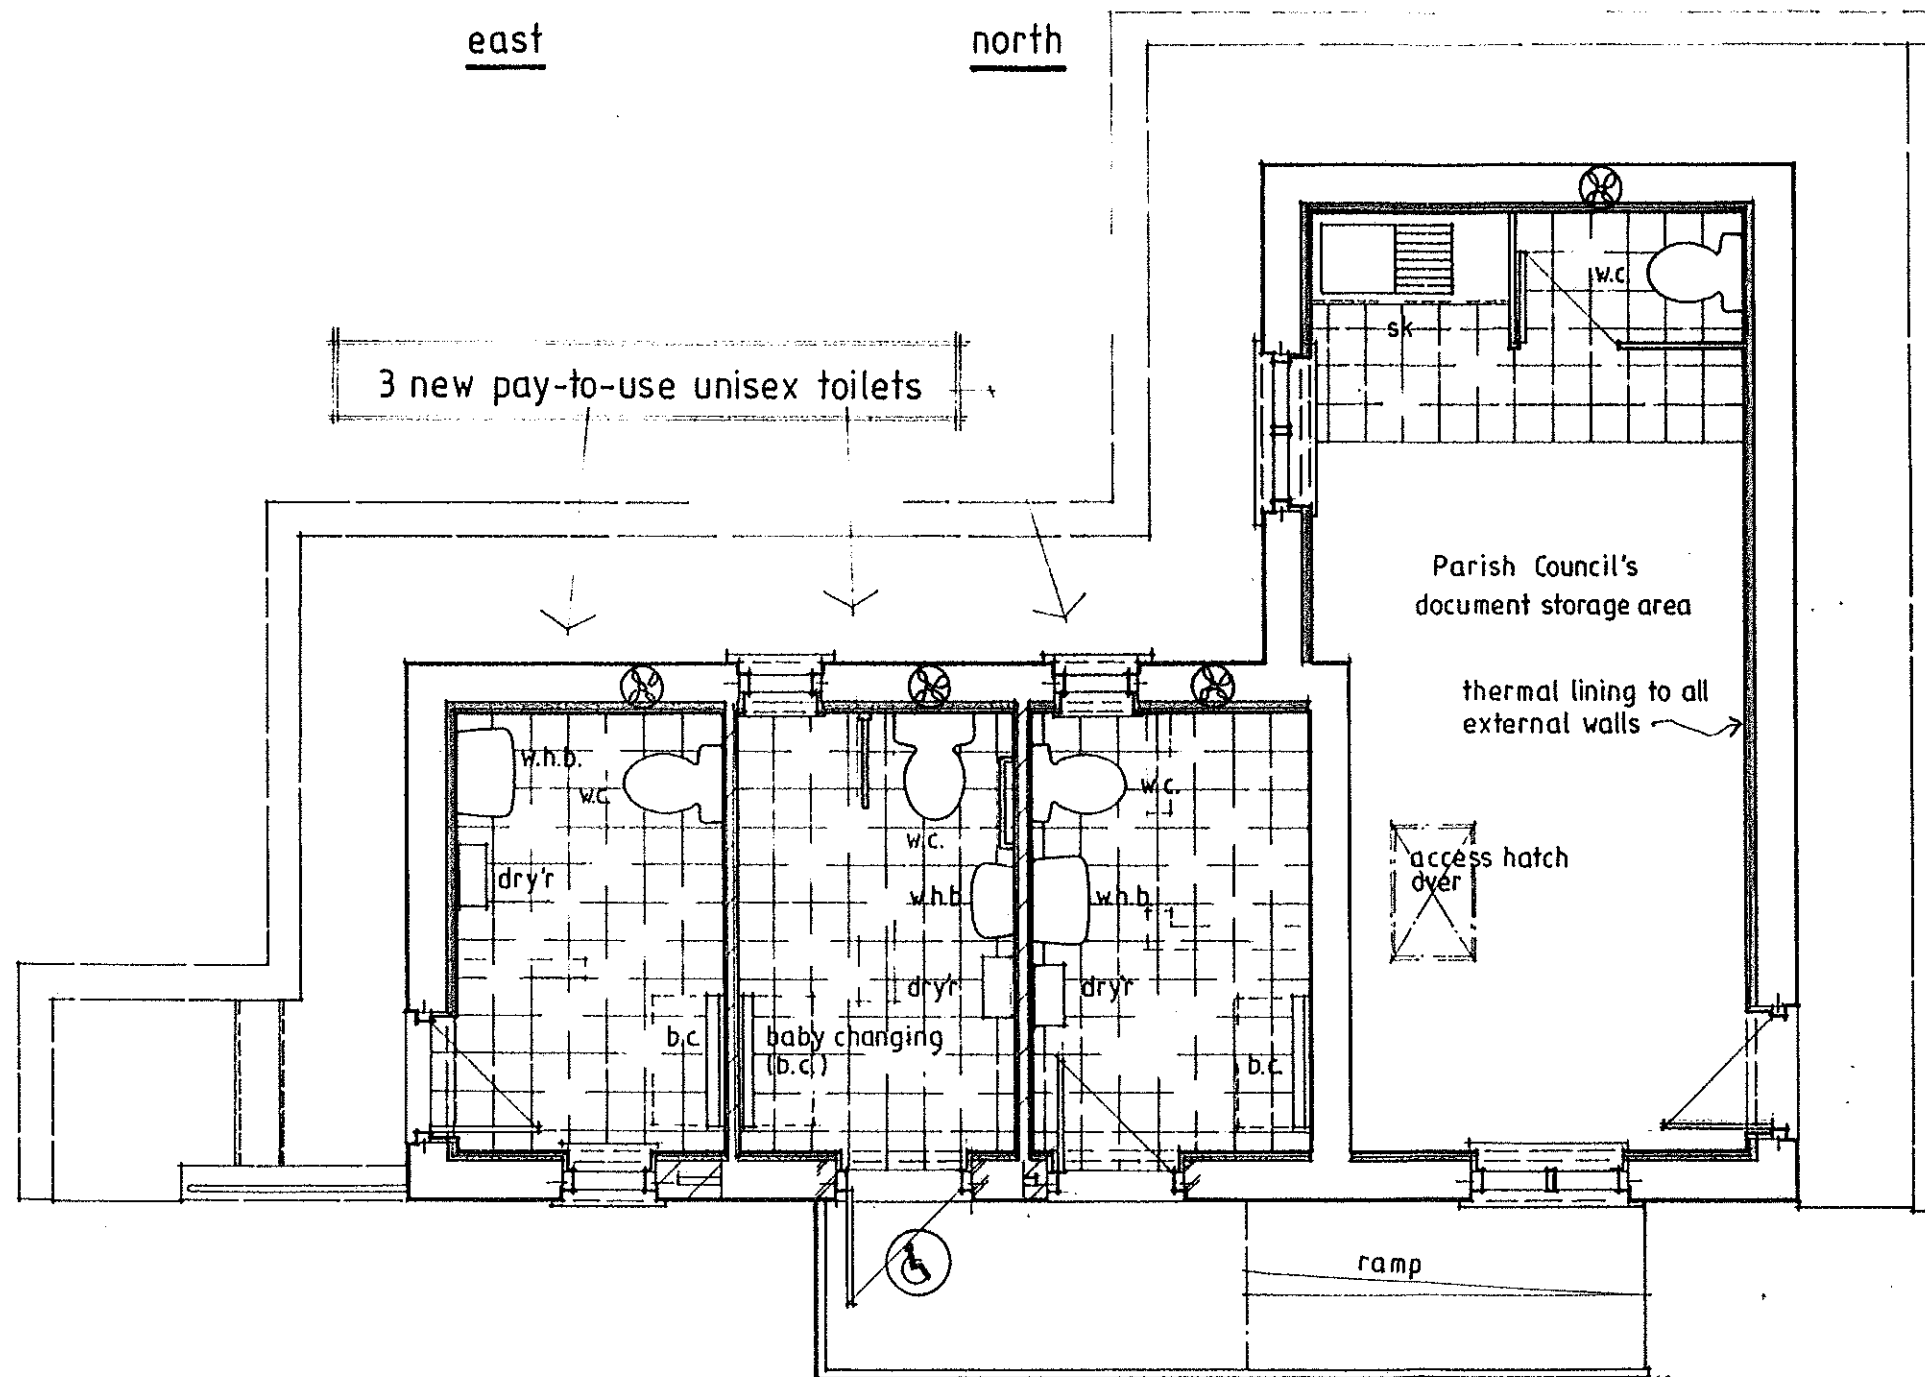 east
north
3 new pay-to-use unisex toilets
w.c.
sk
Parish Council's
document storage area
thermal lining to all
external walls
w.h.b.
w.c.
dry'r
b.c.
w.c.
w.h.b.
dry'r
baby changing
(b.c.)
w.c.
w.h.b.
dry'r
b.c.
access hatch
over
ramp